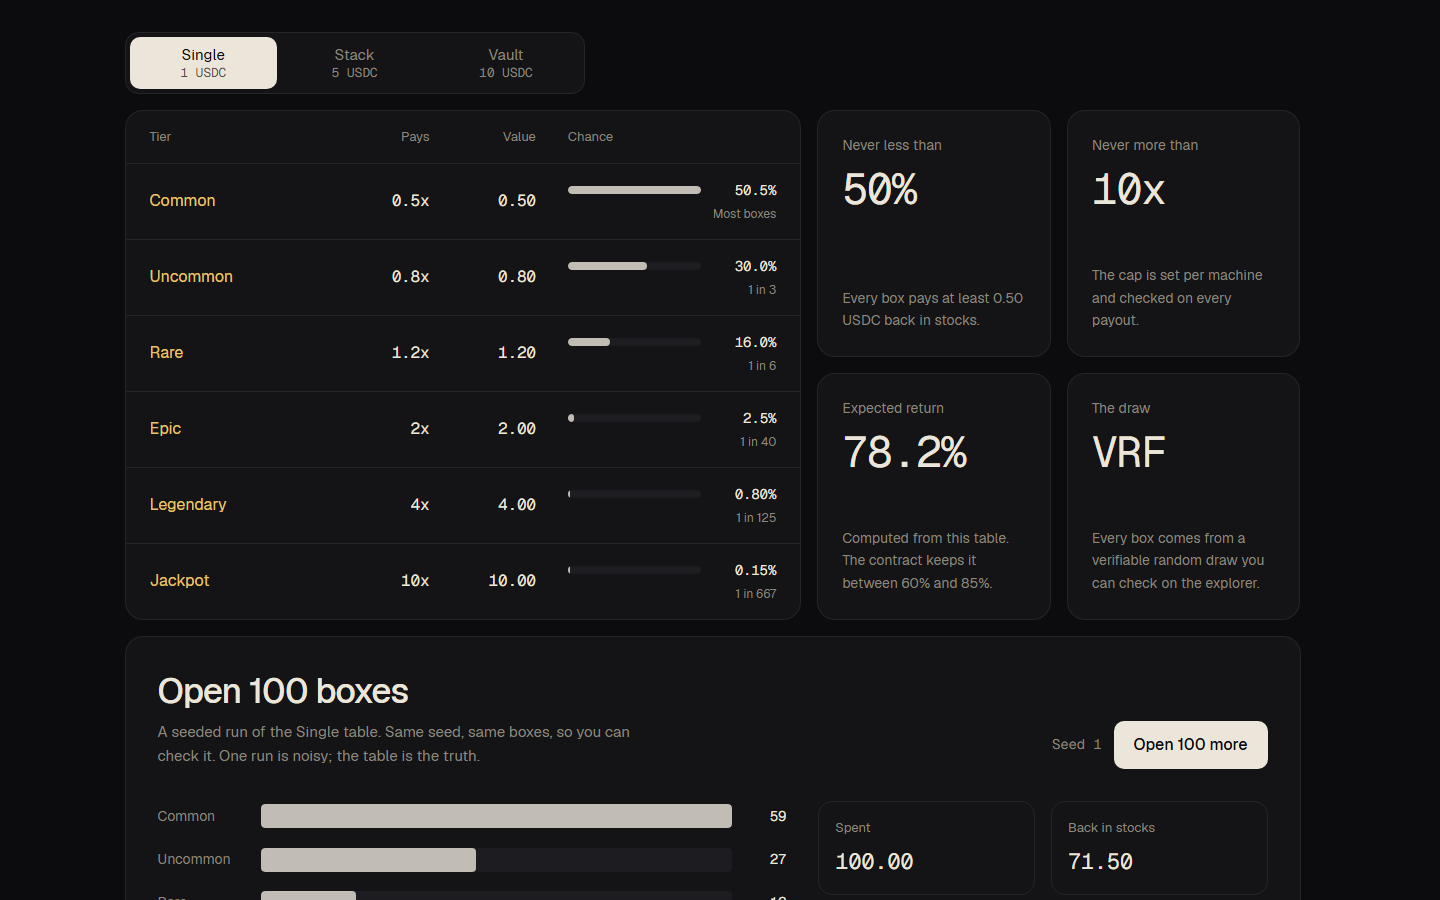 Single
1 USDC
Stack
5 USDC
Vault
10 USDC
Tier Pays Value Chance
Common 0.5x 0.50 50.5%
Most boxes
Uncommon 0.8x 0.80 30.0%
1 in 3
Rare 1.2x 1.20 16.0%
1 in 6
Epic 2x 2.00 2.5%
1 in 40
Legendary 4x 4.00 0.80%
1 in 125
Jackpot 10x 10.00 0.15%
1 in 667
Never less than
50%
Every box pays at least 0.50
USDC back in stocks.
Never more than
10x
The cap is set per machine
and checked on every
payout.
Expected return
78.2%
Computed from this table.
The contract keeps it
between 60% and 85%.
The draw
VRF
Every box comes from a
verifiable random draw you
can check on the explorer.
Open 100 boxes
A seeded run of the Single table. Same seed, same boxes, so you can
check it. One run is noisy; the table is the truth.
Seed 1
Open 100 more
Common 59
Uncommon 27
Spent
100.00
Back in stocks
71.50